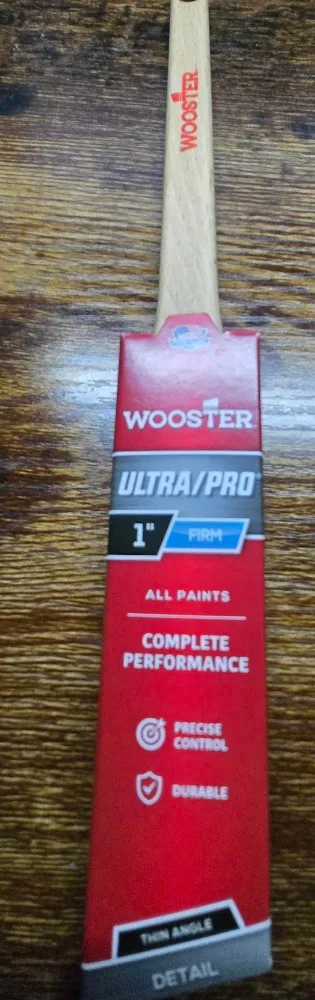 WOOSTER
WOOSTER
ULTRA/PRO
1" FIRM
ALL PAINTS
COMPLETE
PERFORMANCE
PRECISE
CONTROL
DURABLE
THIN ANGLE
DETAIL